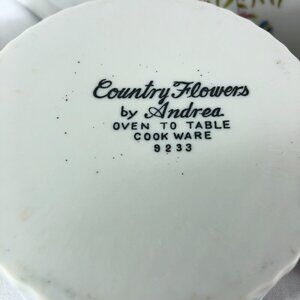 Country Flowers
by Andrea
OVEN TO TABLE
COOK WARE
9233